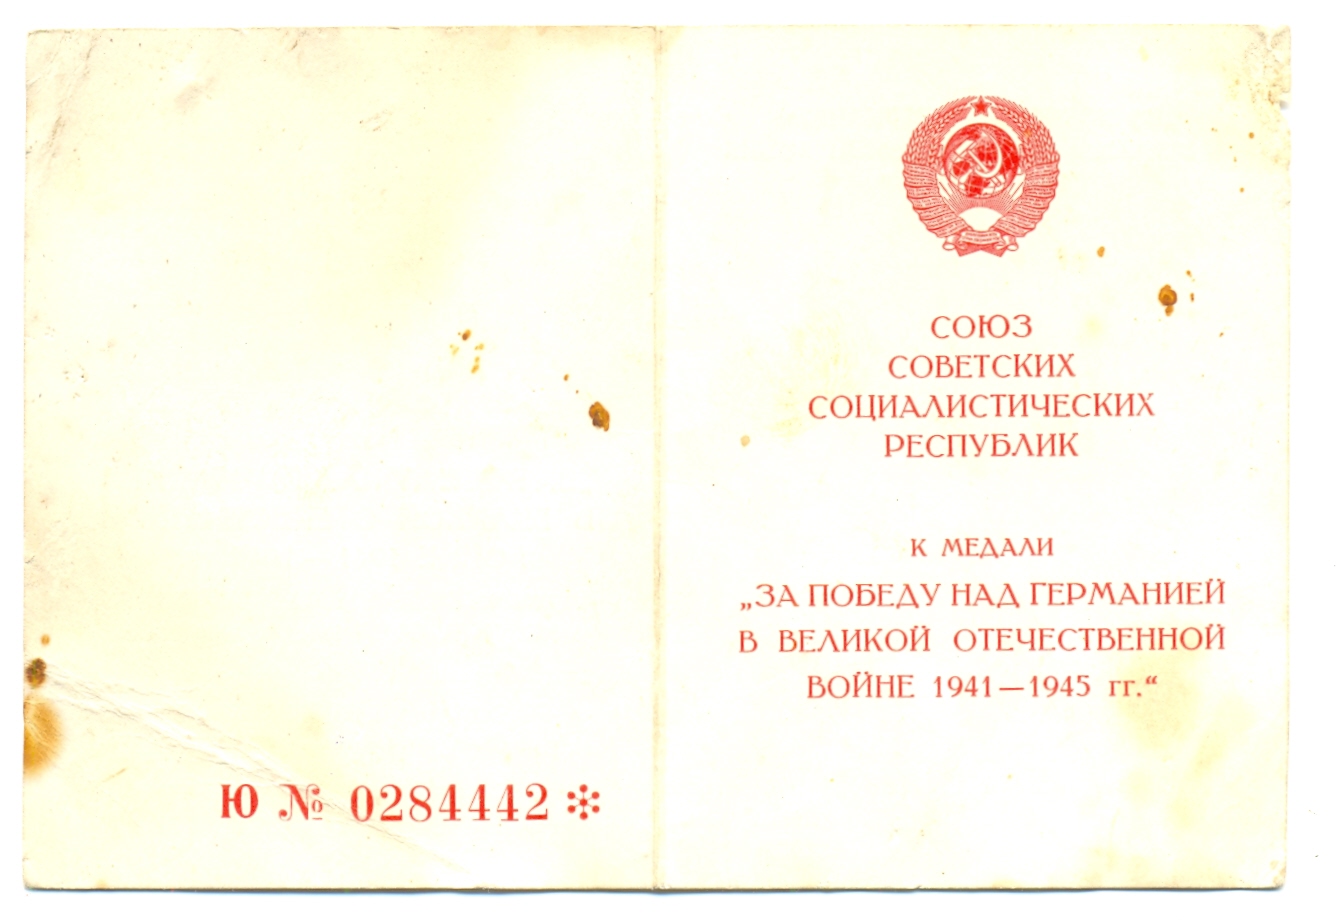 Ю № 0284442
СОЮЗ
СОВЕТСКИХ
СОЦИАЛИСТИЧЕСКИХ
РЕСПУБЛИК
К МЕДАЛИ
„ЗА ПОБЕДУ НАД ГЕРМАНИЕЙ
В ВЕЛИКОЙ ОТЕЧЕСТВЕННОЙ
ВОЙНЕ 1941—1945 гг.“